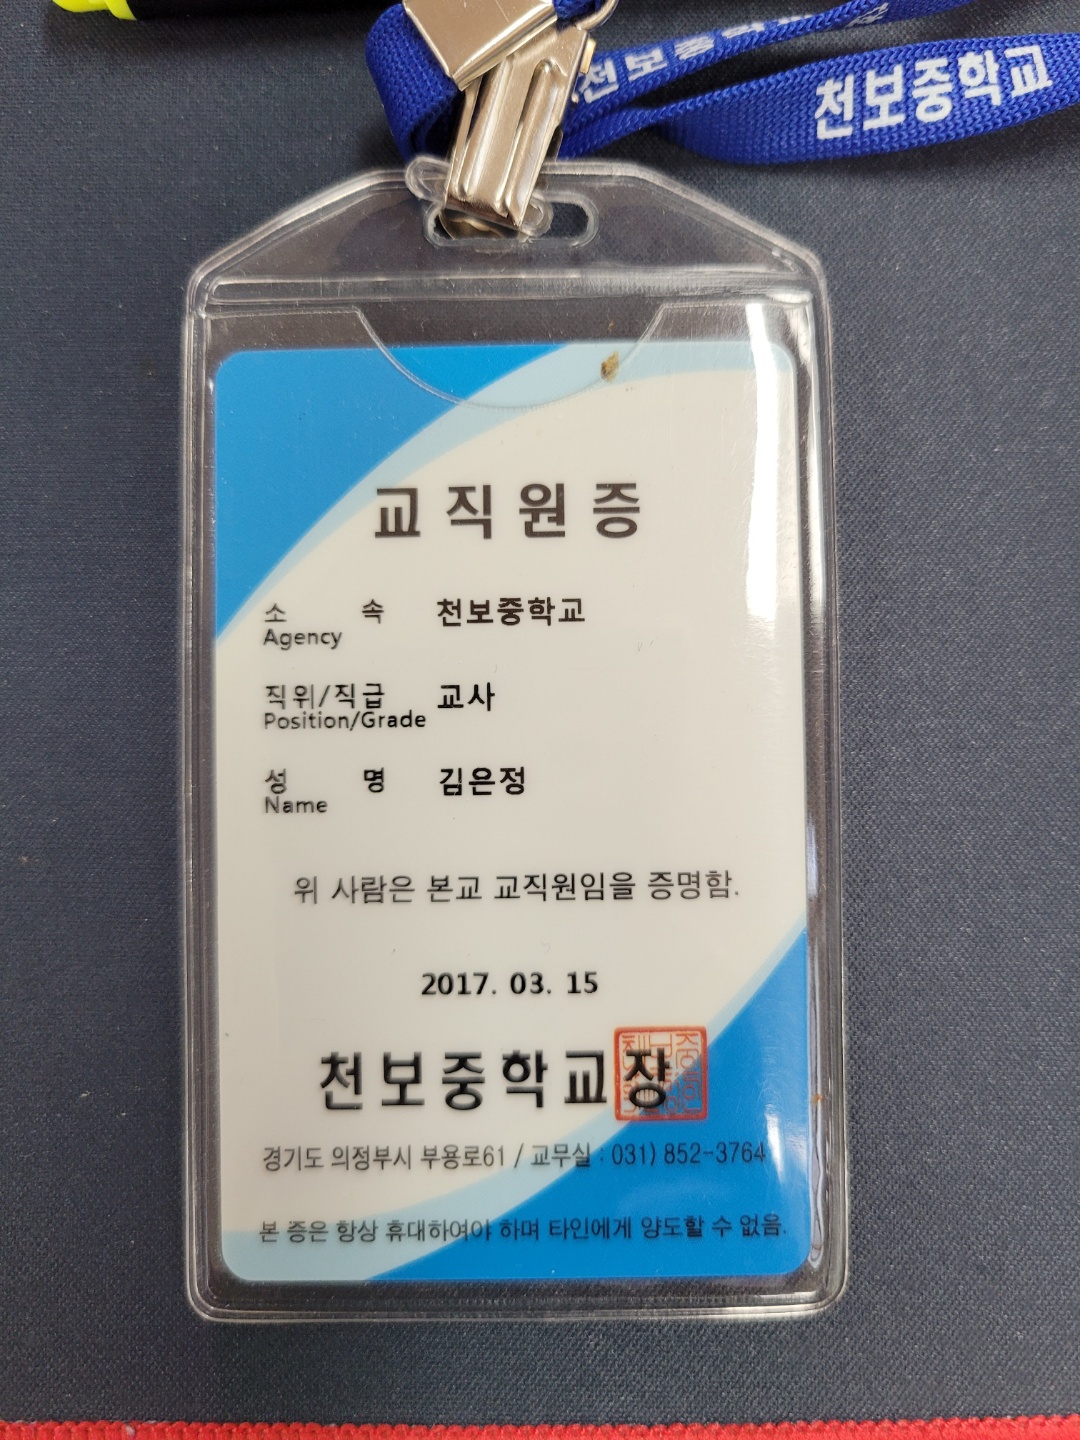 천보중학교
천보중학교
교직원증
소 속 천보중학교
Agency
직위/직급 교사
Position/Grade
성 명 김은정
Name
위 사람은 본교 교직원임을 증명함.
2017. 03. 15
천보중학교장
경기도 의정부시 부용로61 / 교무실 : 031) 852-3764
본 증은 항상 휴대하여야 하며 타인에게 양도할 수 없음.